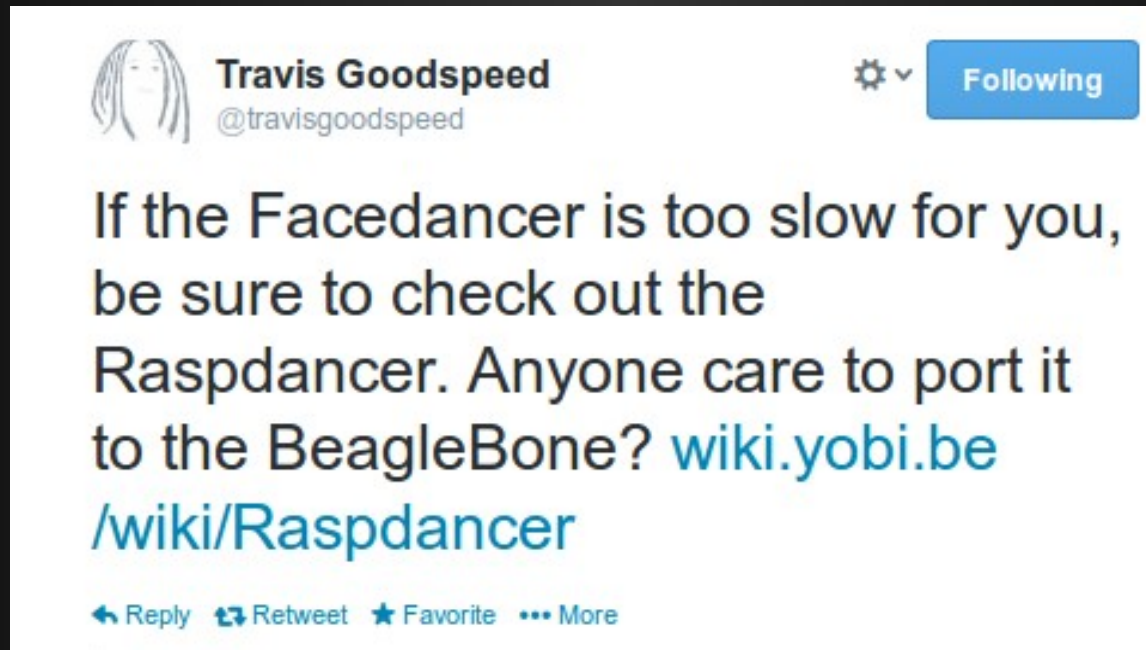 Travis Goodspeed
@travisgoodspeed
Following
If the Facedancer is too slow for you,
be sure to check out the
Raspdancer. Anyone care to port it
to the BeagleBone? wiki.yobi.be
/wiki/Raspdancer
Reply Retweet Favorite More